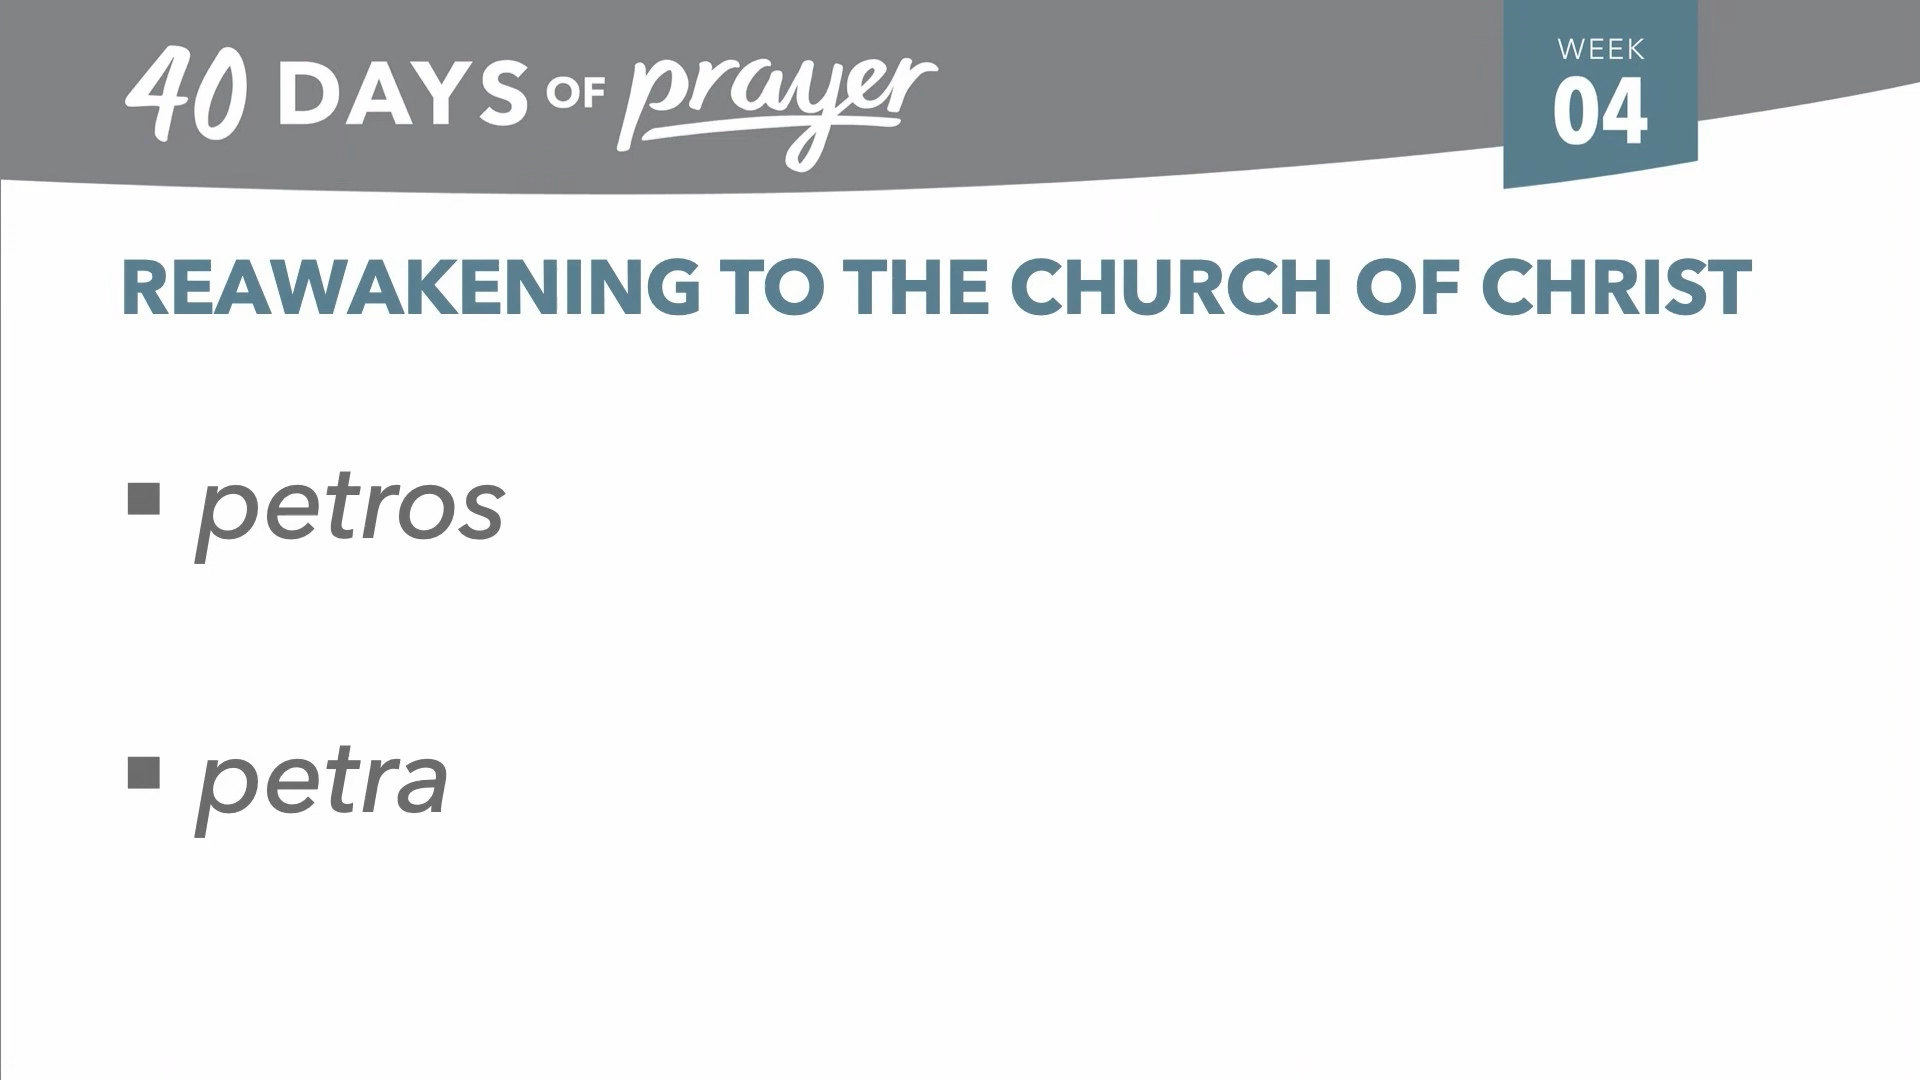 40 DAYS OF prayer
WEEK
04
REAWAKENING TO THE CHURCH OF CHRIST
▪ petros
▪ petra